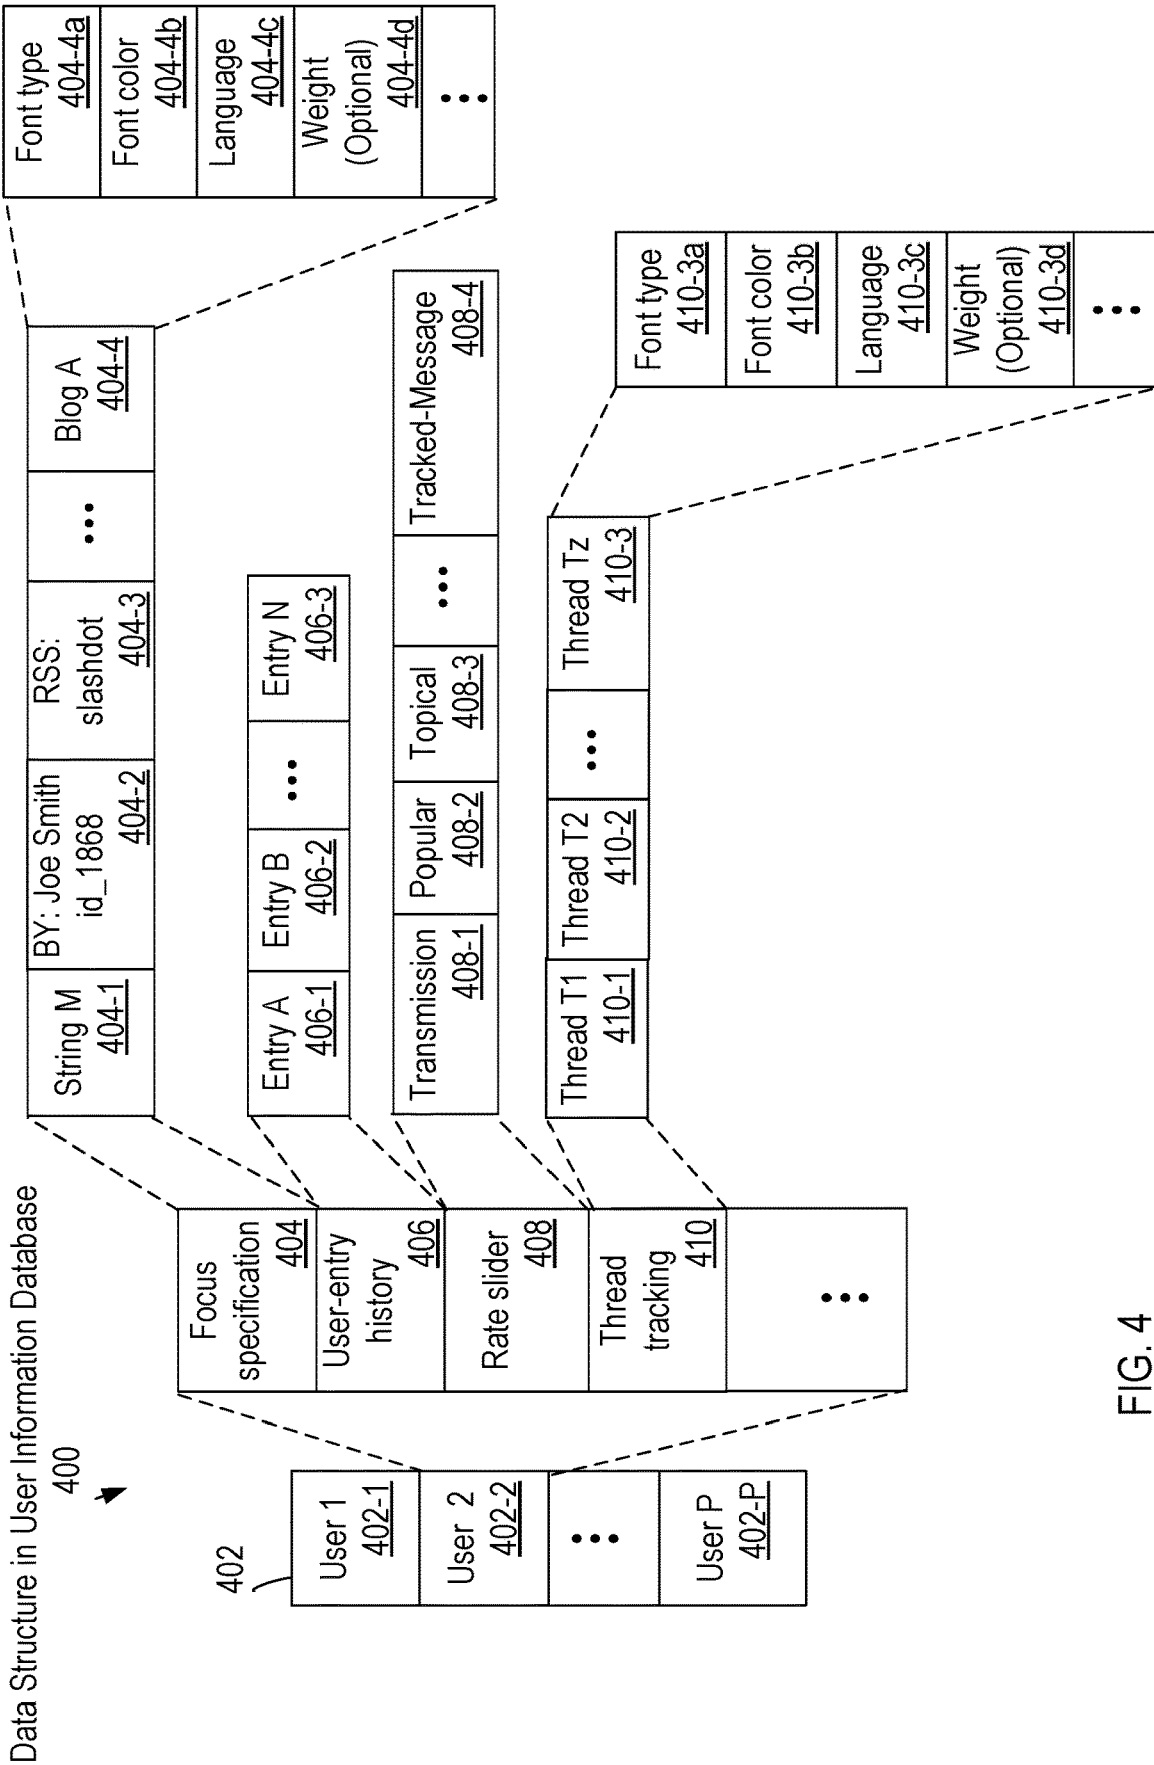 Data Structure in User Information Database
400
402
User 1
402-1
User 2
402-2
•••
User P
402-P
Focus
specification
404
User-entry
history
406
Rate slider
408
Thread
tracking
410
•••
String M
404-1
BY: Joe Smith
id_1868
404-2
RSS:
slashdot
404-3
•••
Blog A
404-4
Font type
404-4a
Font color
404-4b
Language
404-4c
Weight
(Optional)
404-4d
•••
Entry A
406-1
Entry B
406-2
•••
Entry N
406-3
Transmission
408-1
Popular
408-2
Topical
408-3
•••
Tracked-Message
408-4
Thread T1
410-1
Thread T2
410-2
•••
Thread Tz
410-3
Font type
410-3a
Font color
410-3b
Language
410-3c
Weight
(Optional)
410-3d
•••
FIG. 4